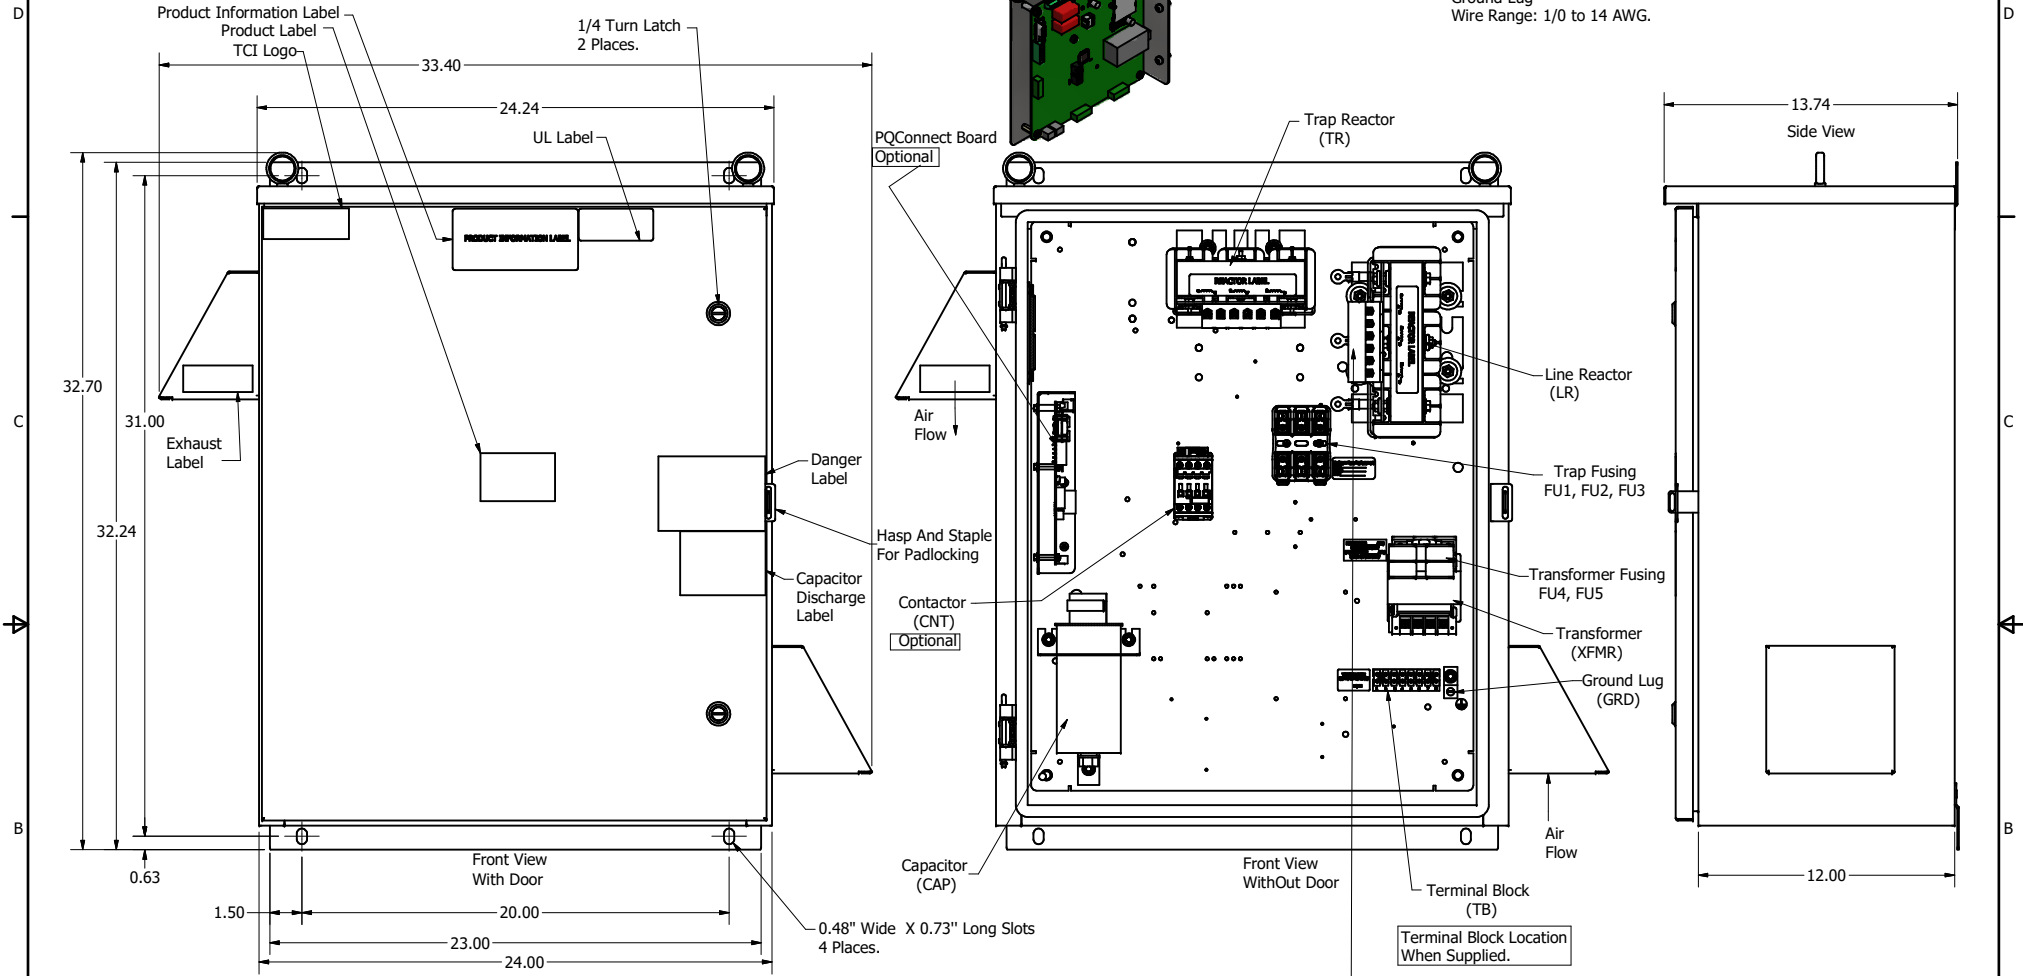 D
Product Information Label
Product Label
TCI Logo
1/4 Turn Latch
2 Places.
33.40
24.24
UL Label
PRODUCT INFORMATION LABEL
32.70
31.00
32.24
0.63
Exhaust
Label
Danger
Label
Hasp And Staple
For Padlocking
Capacitor
Discharge
Label
Front View
With Door
1.50
20.00
23.00
24.00
0.48" Wide X 0.73" Long Slots
4 Places.
PQConnect Board
Optional
Wire Range: 1/0 to 14 AWG.
Trap Reactor
(TR)
REACTOR LABEL
REACTOR LABEL
Air
Flow
Line Reactor
(LR)
Trap Fusing
FU1, FU2, FU3
Contactor
(CNT)
Optional
Transformer Fusing
FU4, FU5
Transformer
(XFMR)
Ground Lug
(GRD)
Air
Flow
Capacitor
(CAP)
Front View
WithOut Door
Terminal Block
(TB)
Terminal Block Location
When Supplied.
13.74
Side View
12.00
D
C
C
B
B